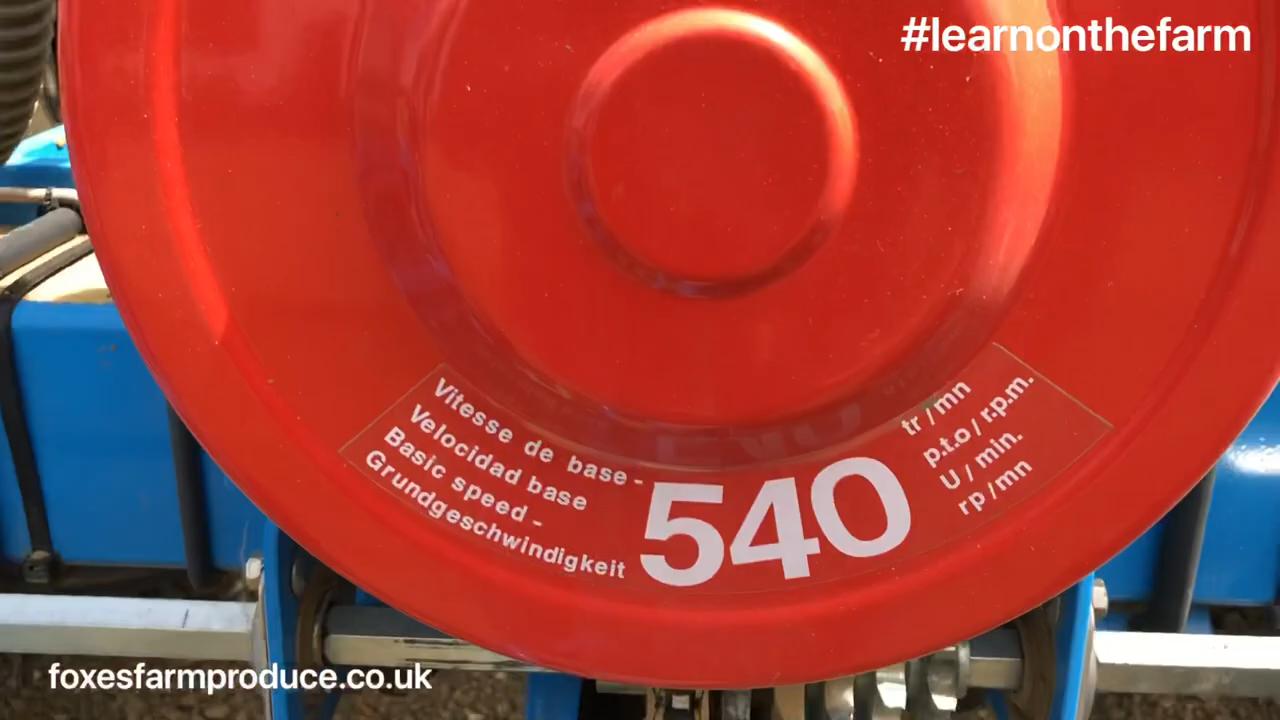 #learnonthefarm
Vitesse de base -
Velocidad base
Basic speed -
Grundgeschwindigkeit
540
tr/mn
p.t.o/r.p.m.
U/min.
rp/mn
foxesfarmproduce.co.uk